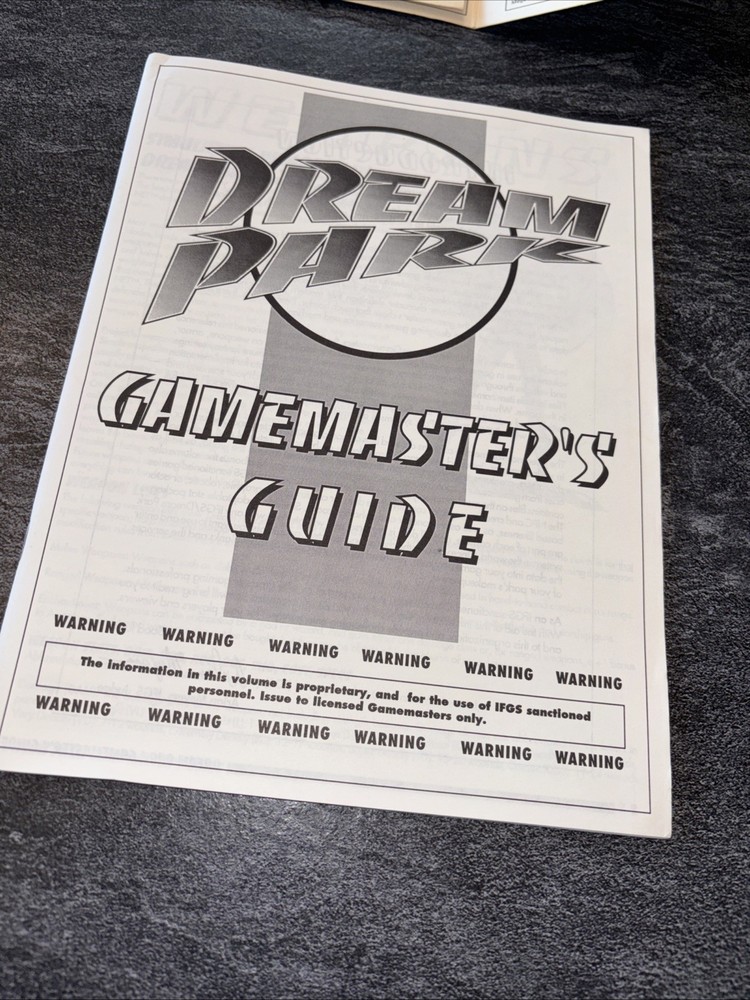 DREAM
PARK
GAMEMASTER'S
GUIDE
WARNING WARNING WARNING WARNING WARNING WARNING
The information in this volume is proprietary, and for the use of IFGS sanctioned
personnel. Issue to licensed Gamemasters only.
WARNING WARNING WARNING WARNING WARNING WARNING